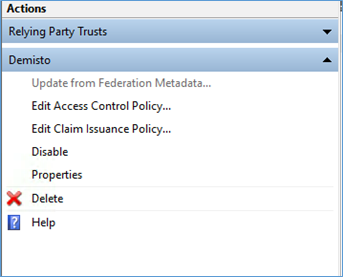 Actions
Relying Party Trusts
Demisto
Update from Federation Metadata...
Edit Access Control Policy...
Edit Claim Issuance Policy...
Disable
Properties
Delete
? Help